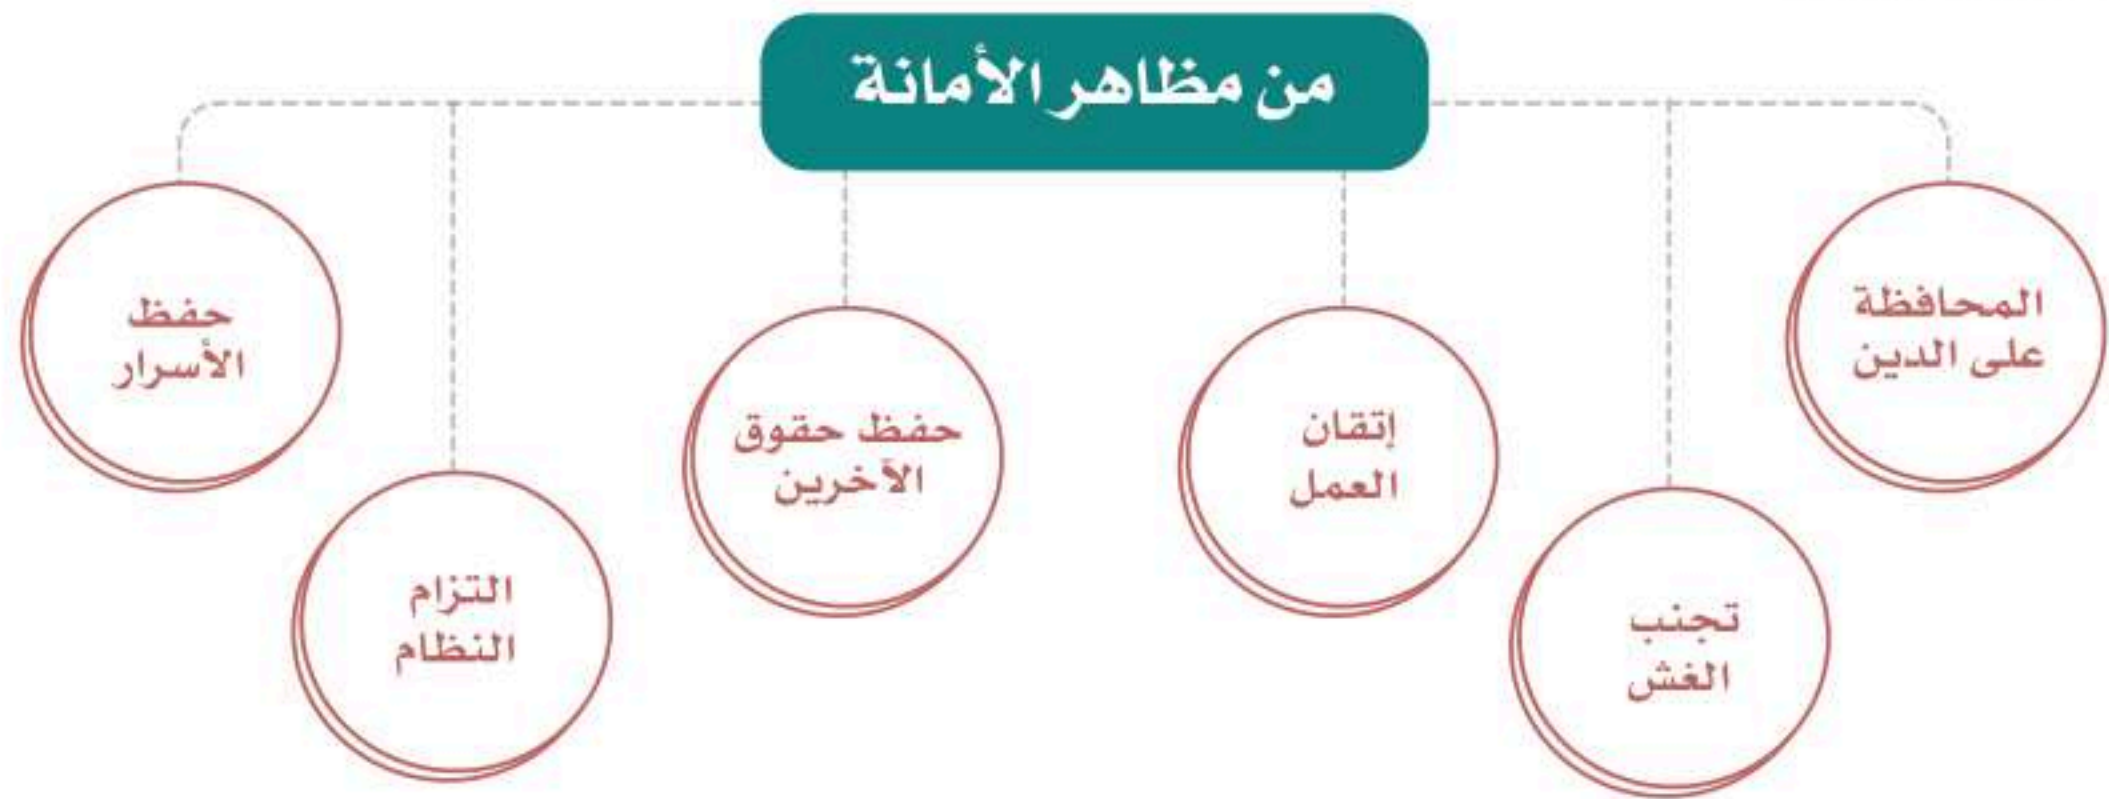 من مظاهر الأمانة
المحافظة
على الدين
تجنب
الغش
إتقان
العمل
حفظ حقوق
الآخرين
التزام
النظام
حفظ
الأسرار